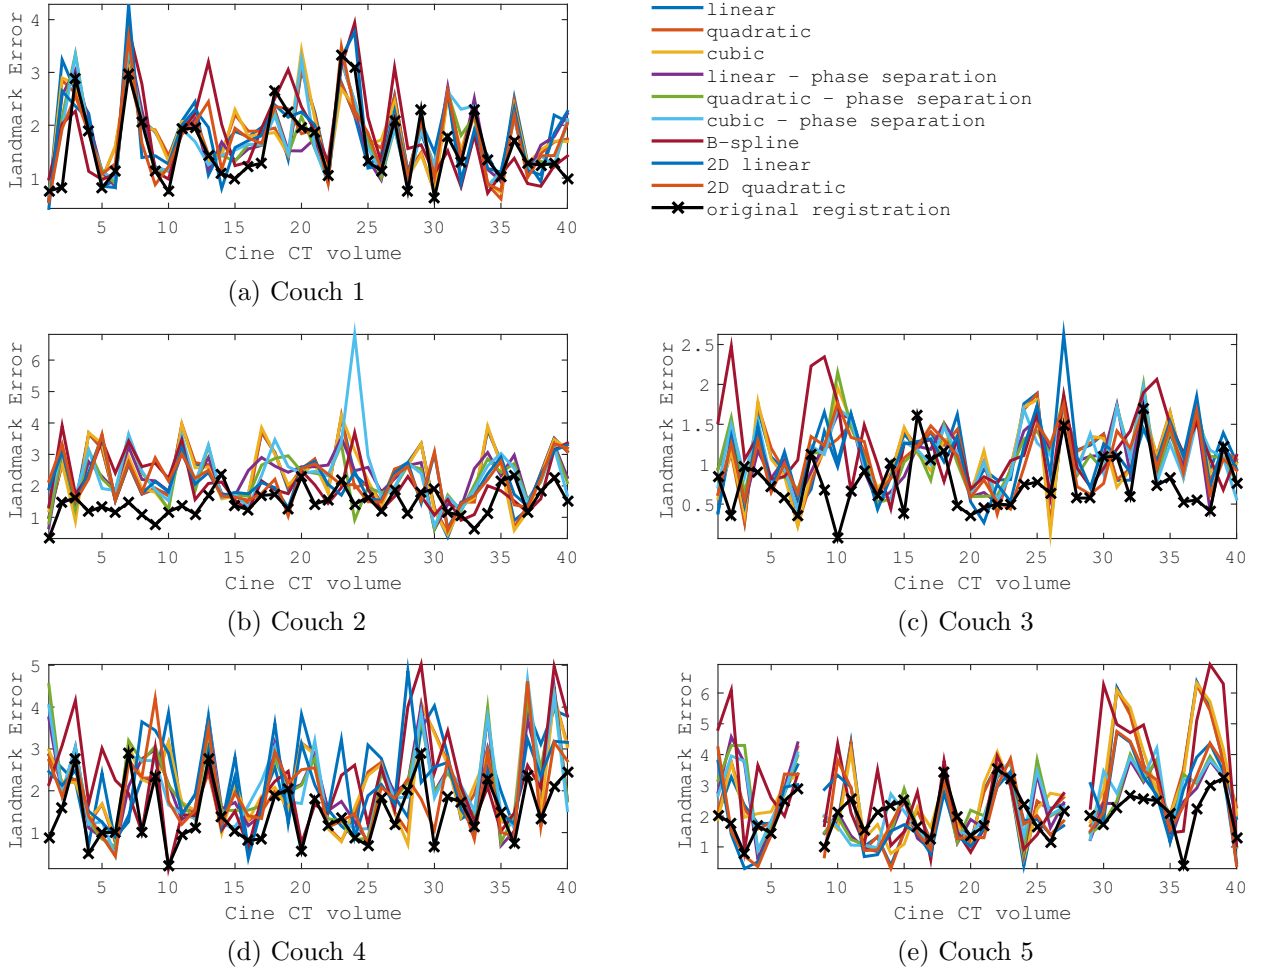 4
3
2
1
Landmark Error
5 10 15 20 25 30 35 40
Cine CT volume
(a) Couch 1
linear
quadratic
cubic
linear - phase separation
quadratic - phase separation
cubic - phase separation
B-spline
2D linear
2D quadratic
original registration
6
5
4
3
2
1
Landmark Error
5 10 15 20 25 30 35 40
Cine CT volume
(b) Couch 2
2.5
2
1.5
1
0.5
Landmark Error
5 10 15 20 25 30 35 40
Cine CT volume
(c) Couch 3
5
4
3
2
1
Landmark Error
5 10 15 20 25 30 35 40
Cine CT volume
(d) Couch 4
6
5
4
3
2
1
Landmark Error
5 10 15 20 25 30 35 40
Cine CT volume
(e) Couch 5